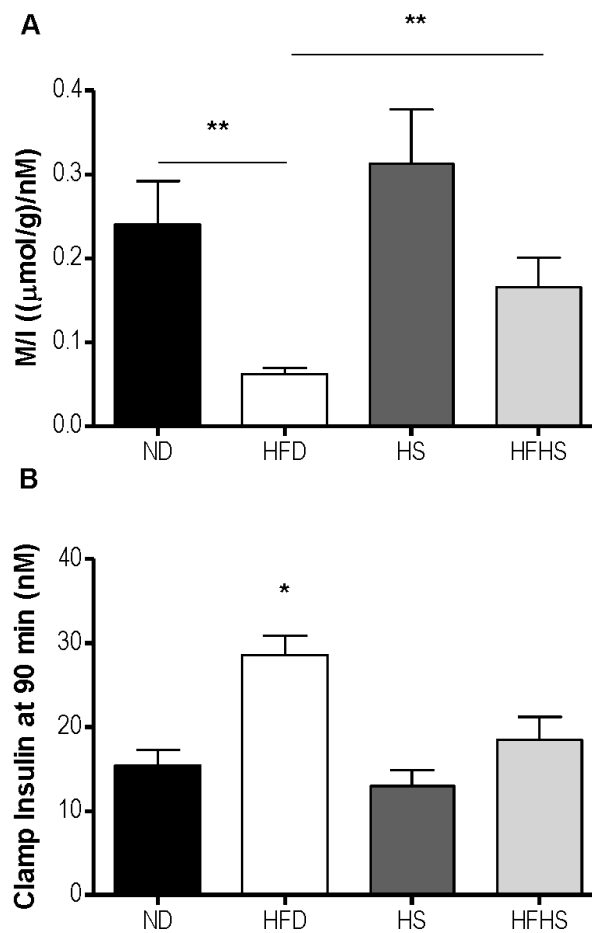 A
**
**
M/I ((μmol/g)/nM)
0.4
0.3
0.2
0.1
0.0
ND HFD HS HFHS
B
*
Clamp Insulin at 90 min (nM)
40
30
20
10
0
ND HFD HS HFHS